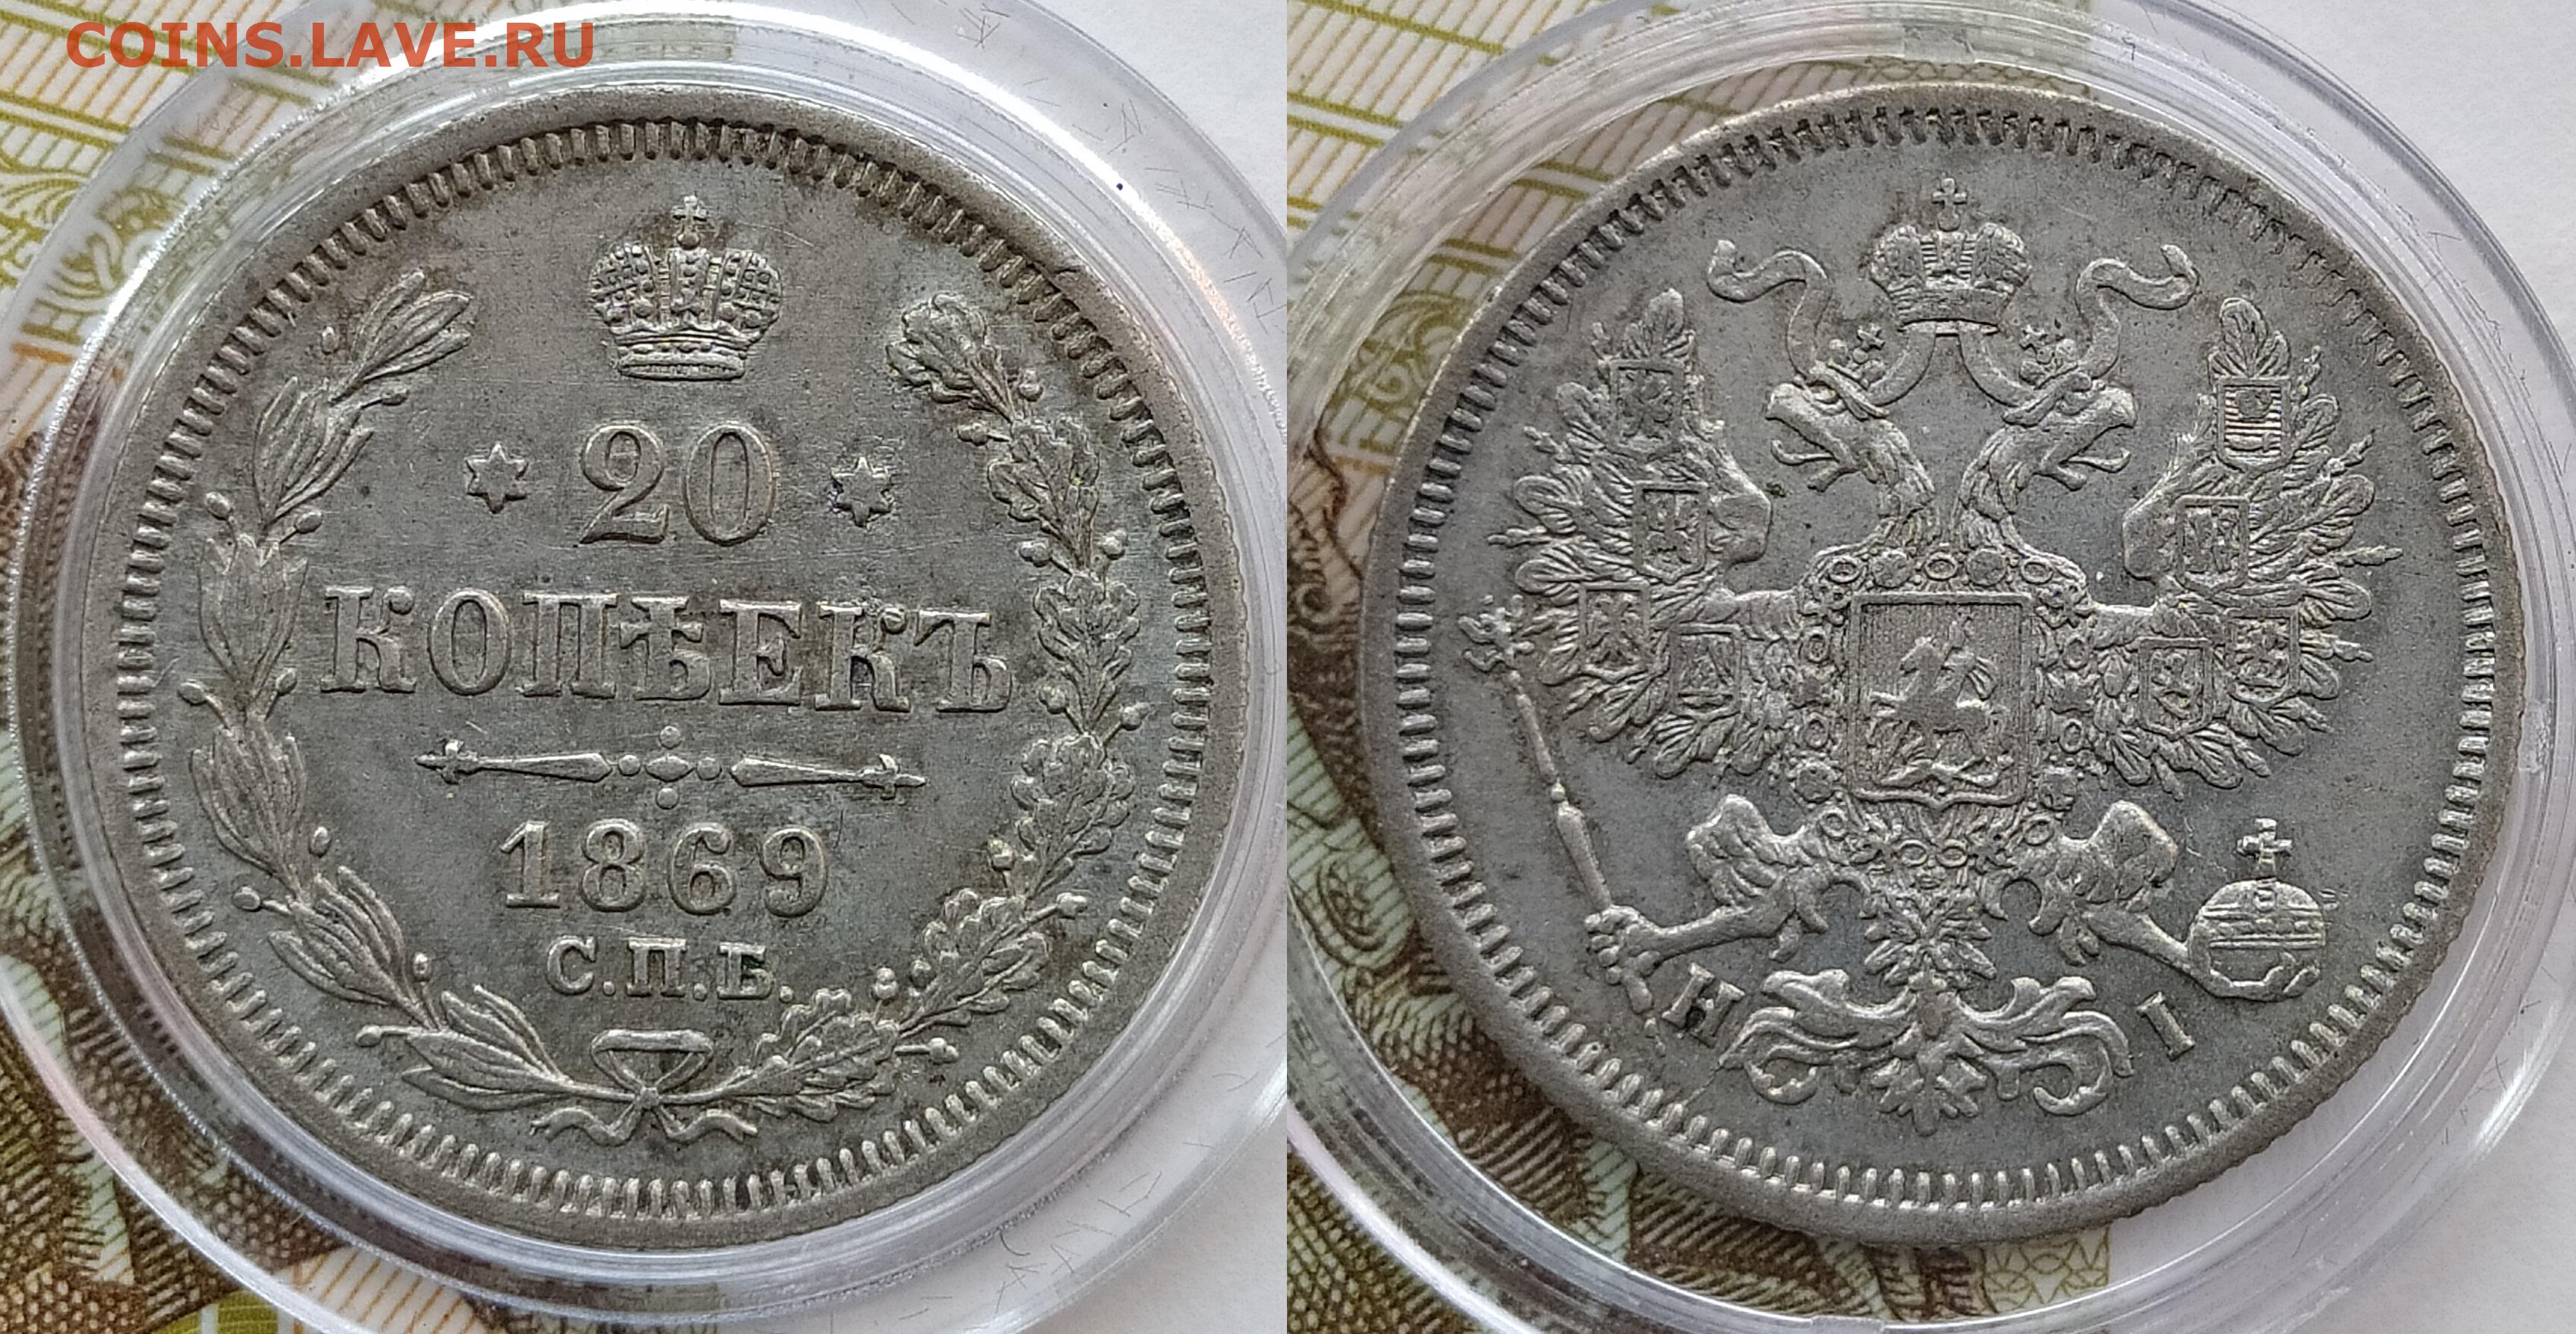 COINS.LAVE.RU
20
КОПѢЕКЪ
1869
С.П.Б.
Н I